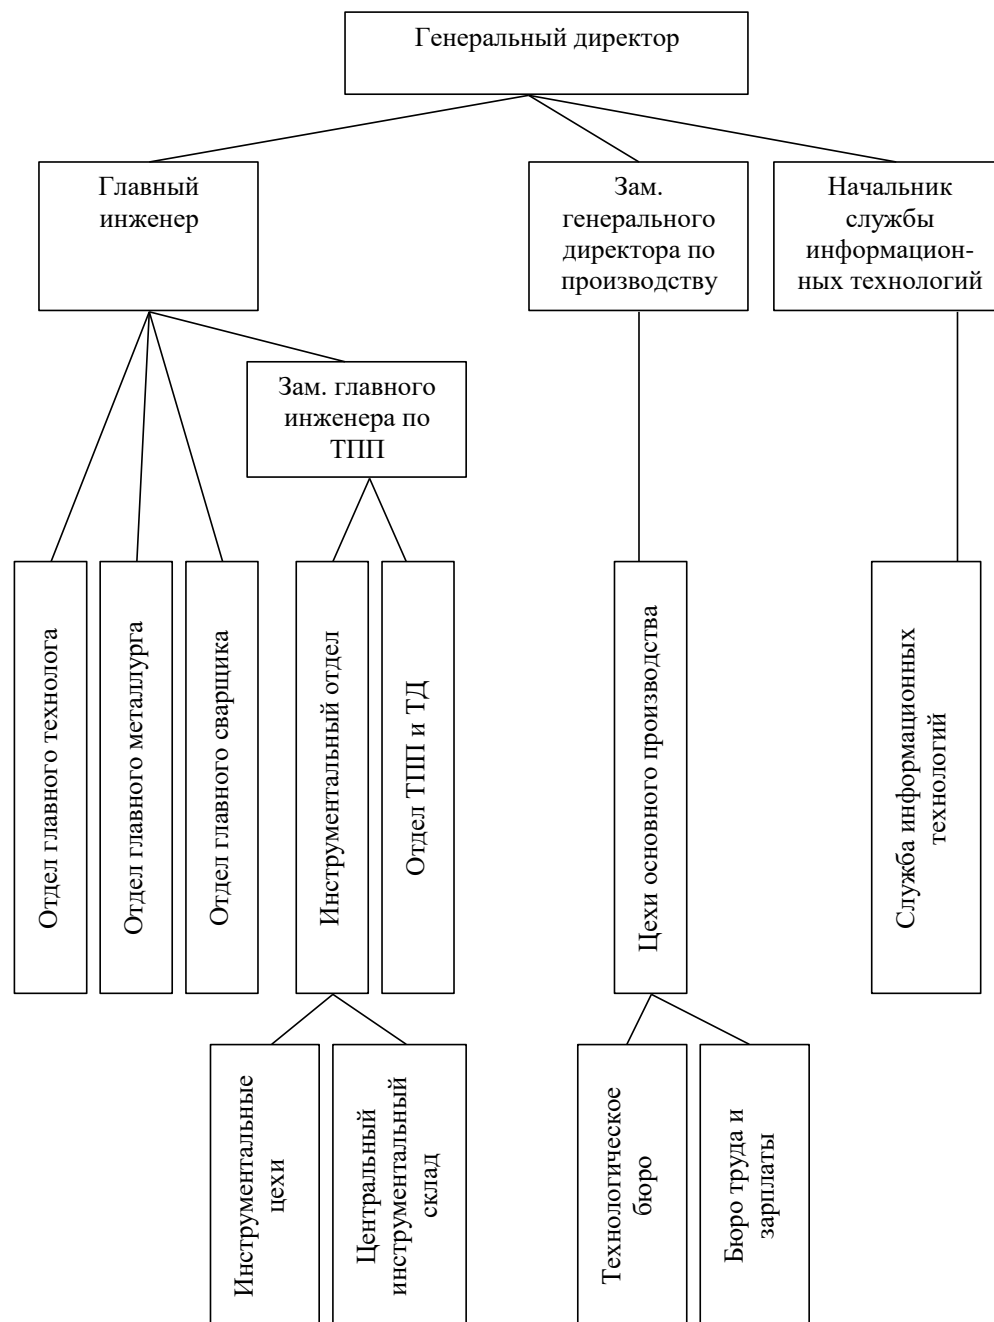 Генеральный директор
Главный
инженер
Зам.
генерального
директора по
производству
Начальник
службы
информацион-
ных технологий
Зам. главного
инженера по
ТПП
Отдел главного технолога
Отдел главного металлурга
Отдел главного сварщика
Инструментальный отдел
Отдел ТПП и ТД
Цехи основного производства
Служба информационных
технологий
Инструментальные
цехи
Центральный
инструментальный
склад
Технологическое
бюро
Бюро труда и
зарплаты